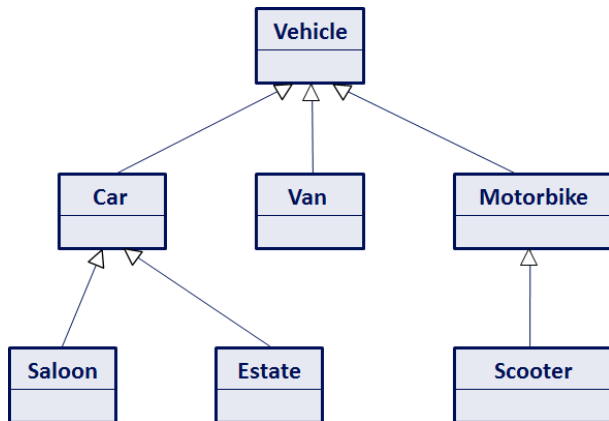 Vehicle
Car
Van
Motorbike
Saloon
Estate
Scooter